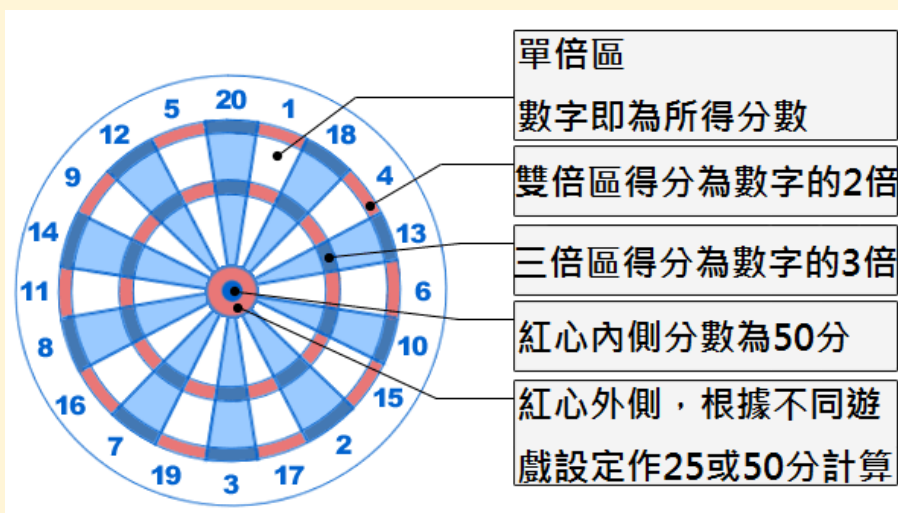 單倍區
數字即為所得分數
雙倍區得分為數字的2倍
三倍區得分為數字的3倍
紅心內側分數為50分
紅心外側，根據不同遊
戲設定作25或50分計算
20
1
18
4
13
6
10
15
2
17
3
19
7
16
8
11
14
9
12
5